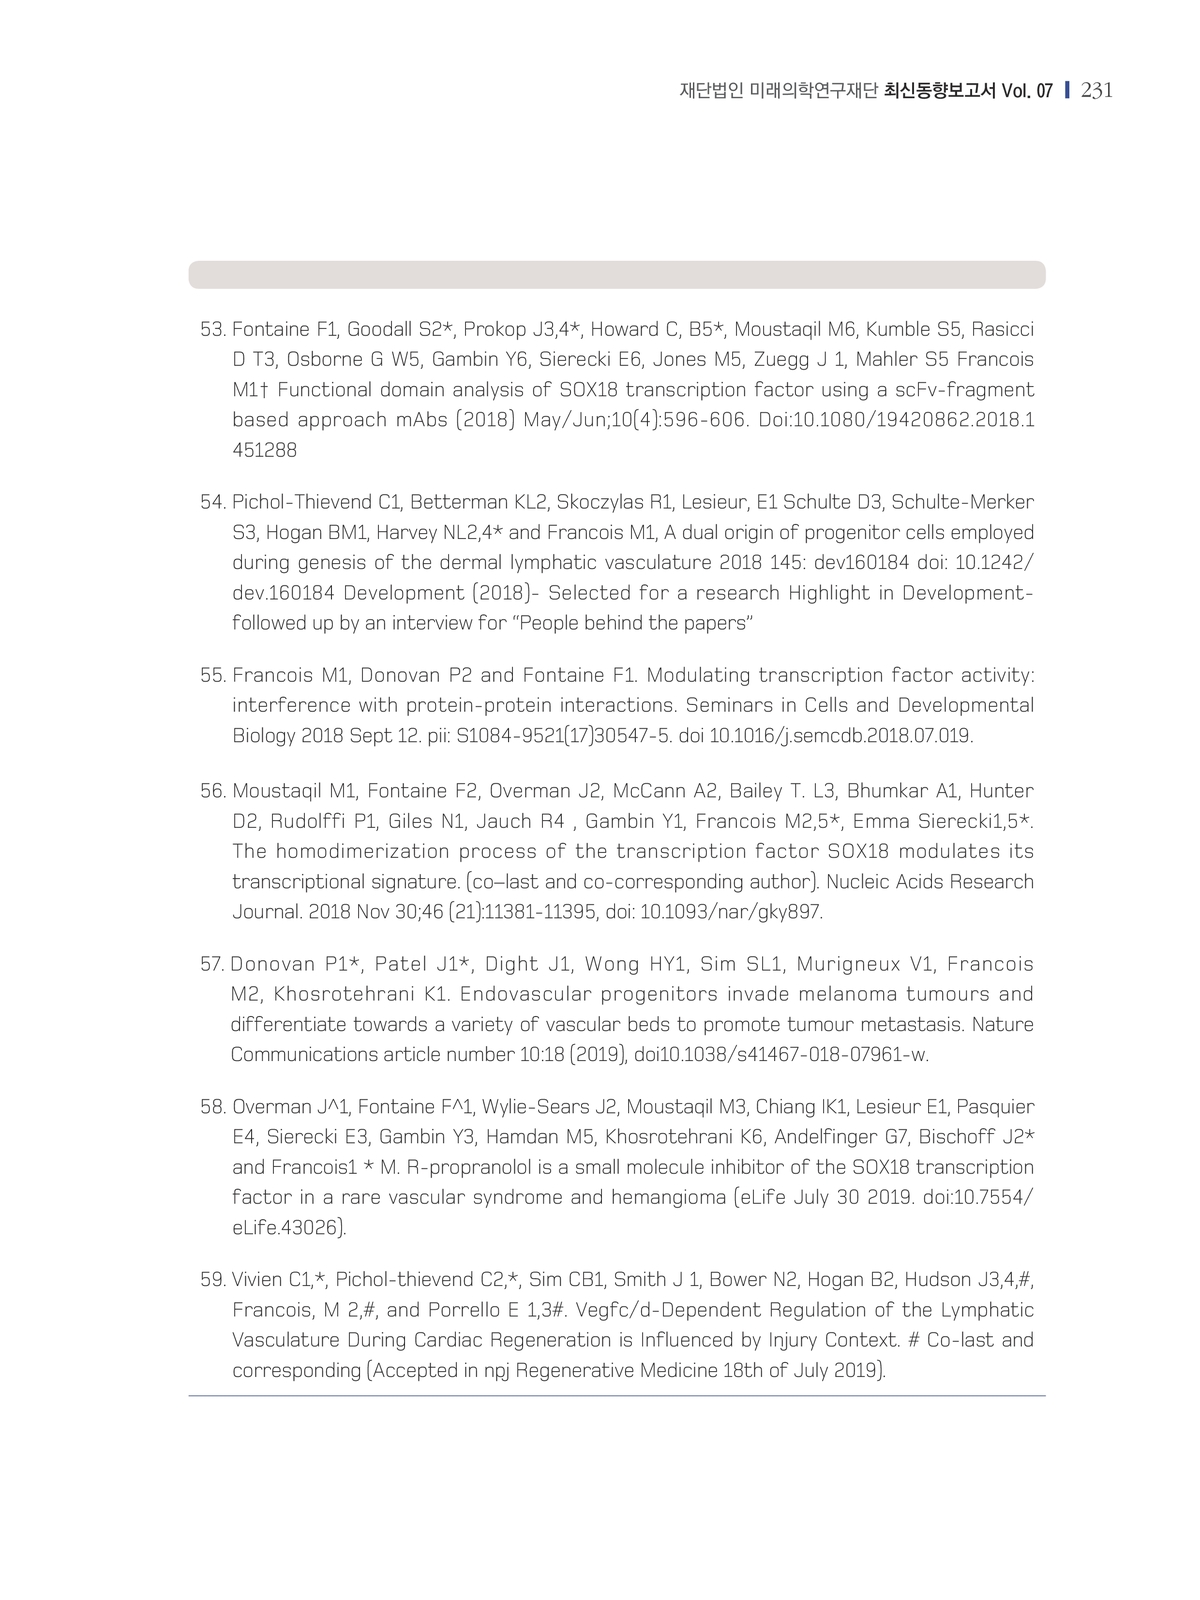 재단법인 미래의학연구재단 최신동향보고서 Vol. 07 231
53. Fontaine F1, Goodall S2*, Prokop J3,4*, Howard C, B5*, Moustaqil M6, Kumble S5, Rasicci
D T3, Osborne G W5, Gambin Y6, Sierecki E6, Jones M5, Zuegg J 1, Mahler S5 Francois
M1† Functional domain analysis of SOX18 transcription factor using a scFv-fragment
based approach mAbs (2018) May/Jun;10(4):596-606. Doi:10.1080/19420862.2018.1
451288
54. Pichol-Thievend C1, Betterman KL2, Skoczylas R1, Lesieur, E1 Schulte D3, Schulte-Merker
S3, Hogan BM1, Harvey NL2,4* and Francois M1, A dual origin of progenitor cells employed
during genesis of the dermal lymphatic vasculature 2018 145: dev160184 doi: 10.1242/
dev.160184 Development (2018)- Selected for a research Highlight in Development-
followed up by an interview for “People behind the papers”
55. Francois M1, Donovan P2 and Fontaine F1. Modulating transcription factor activity:
interference with protein-protein interactions. Seminars in Cells and Developmental
Biology 2018 Sept 12. pii: S1084-9521(17)30547-5. doi 10.1016/j.semcdb.2018.07.019.
56. Moustaqil M1, Fontaine F2, Overman J2, McCann A2, Bailey T. L3, Bhumkar A1, Hunter
D2, Rudolffi P1, Giles N1, Jauch R4 , Gambin Y1, Francois M2,5*, Emma Sierecki1,5*.
The homodimerization process of the transcription factor SOX18 modulates its
transcriptional signature. (co–last and co-corresponding author). Nucleic Acids Research
Journal. 2018 Nov 30;46 (21):11381-11395, doi: 10.1093/nar/gky897.
57. Donovan P1*, Patel J1*, Dight J1, Wong HY1, Sim SL1, Murigneux V1, Francois
M2, Khosrotehrani K1. Endovascular progenitors invade melanoma tumours and
differentiate towards a variety of vascular beds to promote tumour metastasis. Nature
Communications article number 10:18 (2019), doi10.1038/s41467-018-07961-w.
58. Overman J^1, Fontaine F^1, Wylie-Sears J2, Moustaqil M3, Chiang IK1, Lesieur E1, Pasquier
E4, Sierecki E3, Gambin Y3, Hamdan M5, Khosrotehrani K6, Andelfinger G7, Bischoff J2*
and Francois1 * M. R-propranolol is a small molecule inhibitor of the SOX18 transcription
factor in a rare vascular syndrome and hemangioma (eLife July 30 2019. doi:10.7554/
eLife.43026).
59. Vivien C1,*, Pichol-thievend C2,*, Sim CB1, Smith J 1, Bower N2, Hogan B2, Hudson J3,4,#,
Francois, M 2,#, and Porrello E 1,3#. Vegfc/d-Dependent Regulation of the Lymphatic
Vasculature During Cardiac Regeneration is Influenced by Injury Context. # Co-last and
corresponding (Accepted in npj Regenerative Medicine 18th of July 2019).